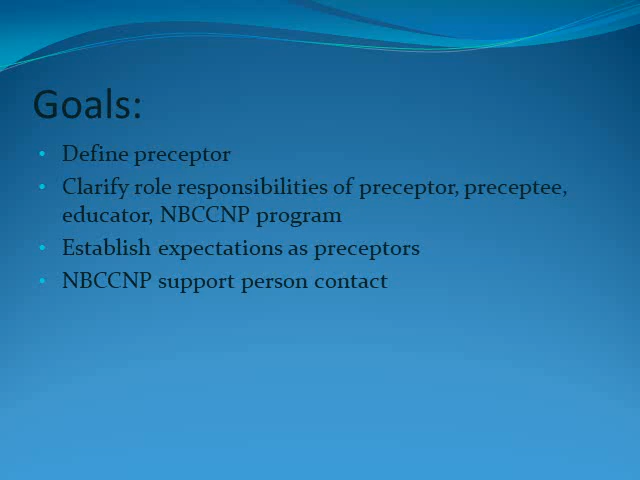 Goals:
• Define preceptor
• Clarify role responsibilities of preceptor, preceptee,
educator, NBCCNP program
• Establish expectations as preceptors
• NBCCNP support person contact